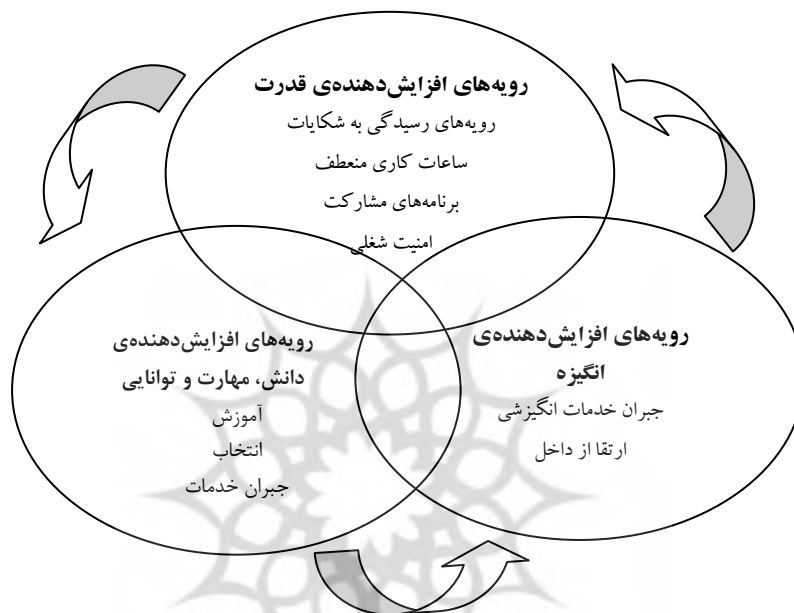 رویه‌های افزایش‌دهنده‌ی قدرت
رویه‌های رسیدگی به شکایات
ساعات کاری منعطف
برنامه‌های مشارکت
امنیت شغلی
رویه‌های افزایش‌دهنده‌ی
انگیزه
جبران خدمات انگیزشی
ارتقا از داخل
رویه‌های افزایش‌دهنده‌ی
دانش، مهارت و توانایی
آموزش
انتخاب
جبران خدمات